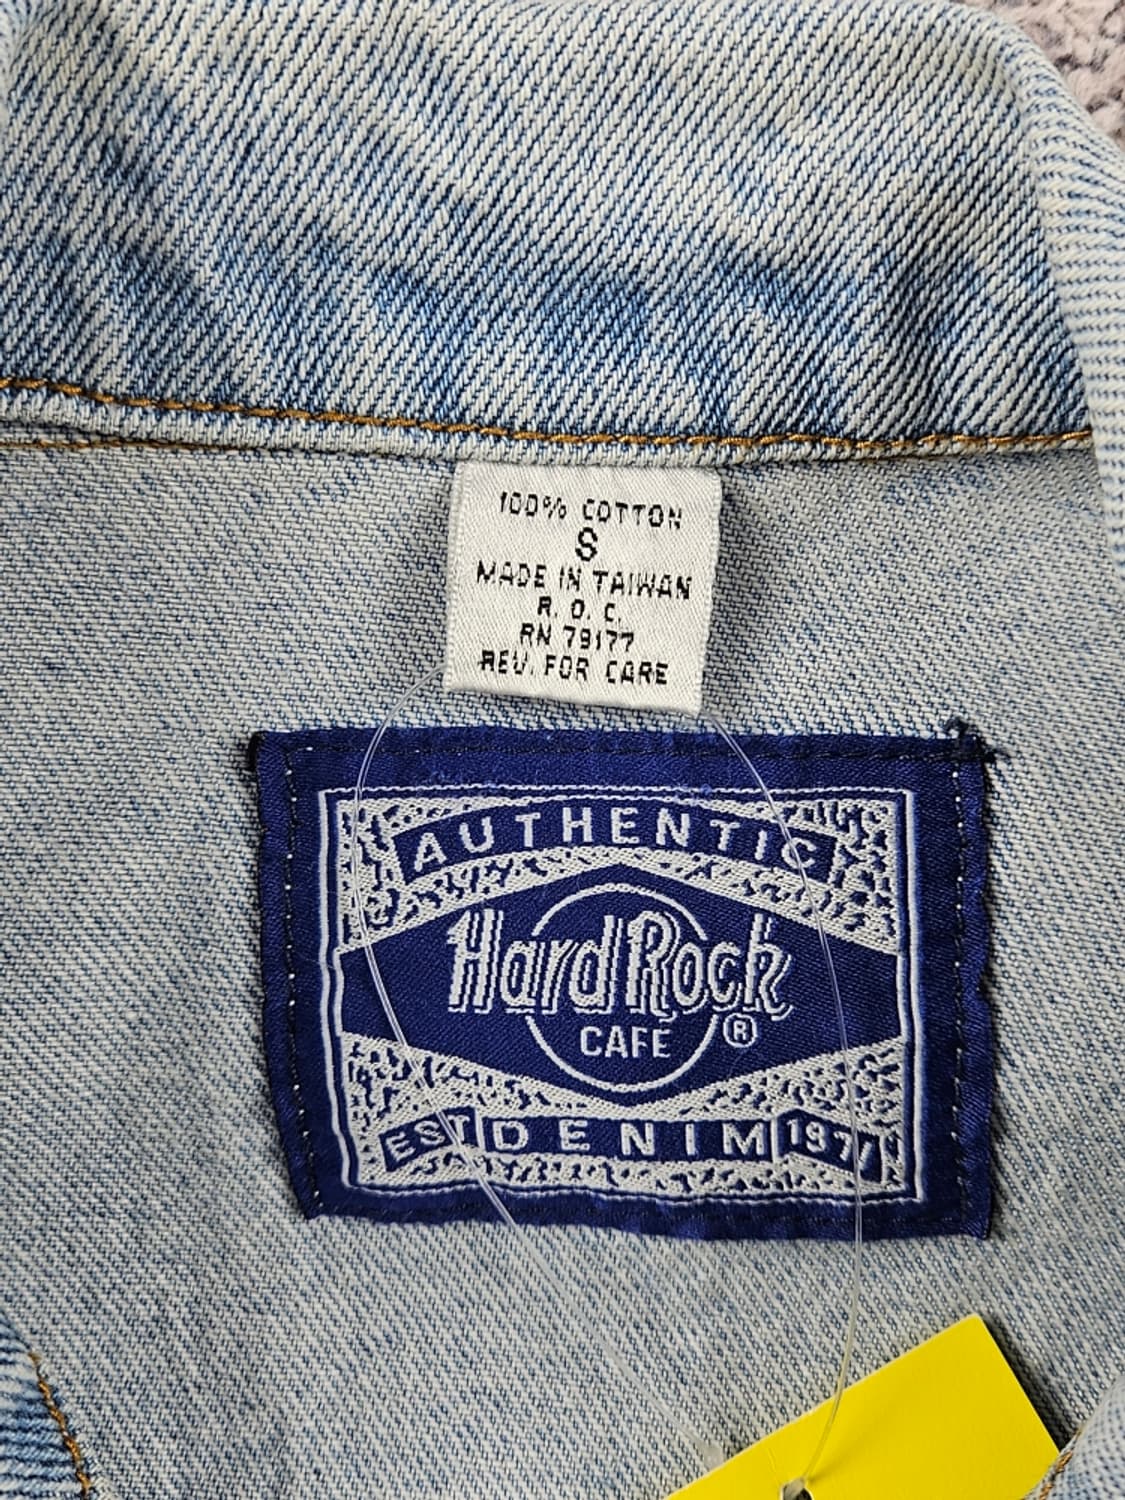 100% COTTON
S
MADE IN TAIWAN
R. O. C.
RN 79177
REV. FOR CARE
AUTHENTIC
Hard Rock
CAFE ®
EST DENIM 1971